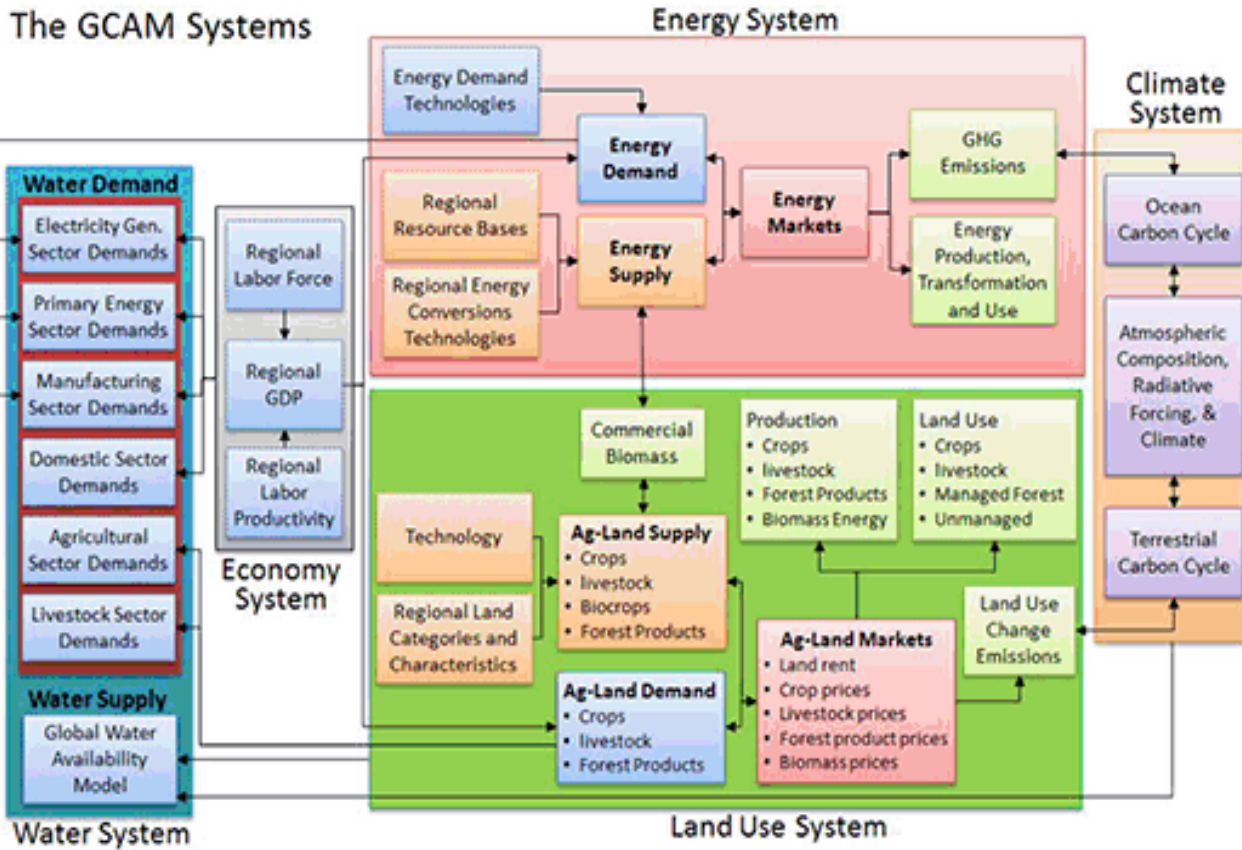 The GCAM Systems
Energy System
Energy Demand
Technologies
Energy
Demand
Regional
Resource Bases
Energy
Supply
Regional Energy
Conversions
Technologies
Energy
Markets
GHG
Emissions
Energy
Production,
Transformation
and Use
Climate
System
Ocean
Carbon Cycle
Atmospheric
Composition,
Radiative
Forcing, &
Climate
Terrestrial
Carbon Cycle
Water Demand
Electricity Gen.
Sector Demands
Primary Energy
Sector Demands
Manufacturing
Sector Demands
Domestic Sector
Demands
Agricultural
Sector Demands
Livestock Sector
Demands
Water Supply
Global Water
Availability
Model
Water System
Regional
Labor Force
Regional
GDP
Regional
Labor
Productivity
Economy
System
Commercial
Biomass
Production
• Crops
• livestock
• Forest Products
• Biomass Energy
Land Use
• Crops
• livestock
• Managed Forest
• Unmanaged
Technology
Regional Land
Categories and
Characteristics
Ag-Land Supply
• Crops
• livestock
• Biocrops
• Forest Products
Ag-Land Demand
• Crops
• livestock
• Forest Products
Ag-Land Markets
• Land rent
• Crop prices
• Livestock prices
• Forest product prices
• Biomass prices
Land Use
Change
Emissions
Land Use System